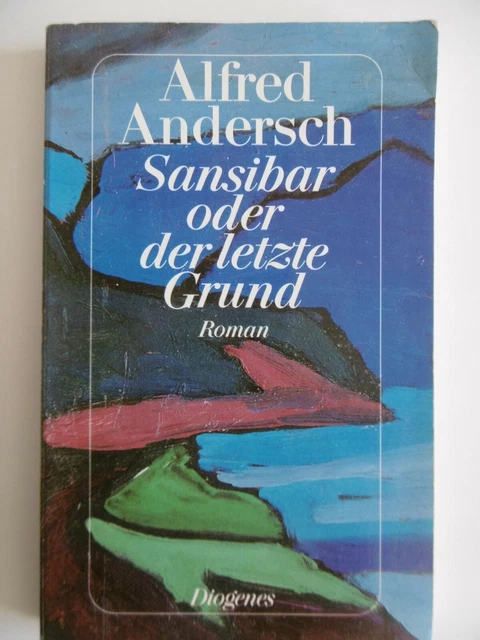 Alfred
Andersch
Sansibar
oder
der letzte
Grund
Roman
Diogenes